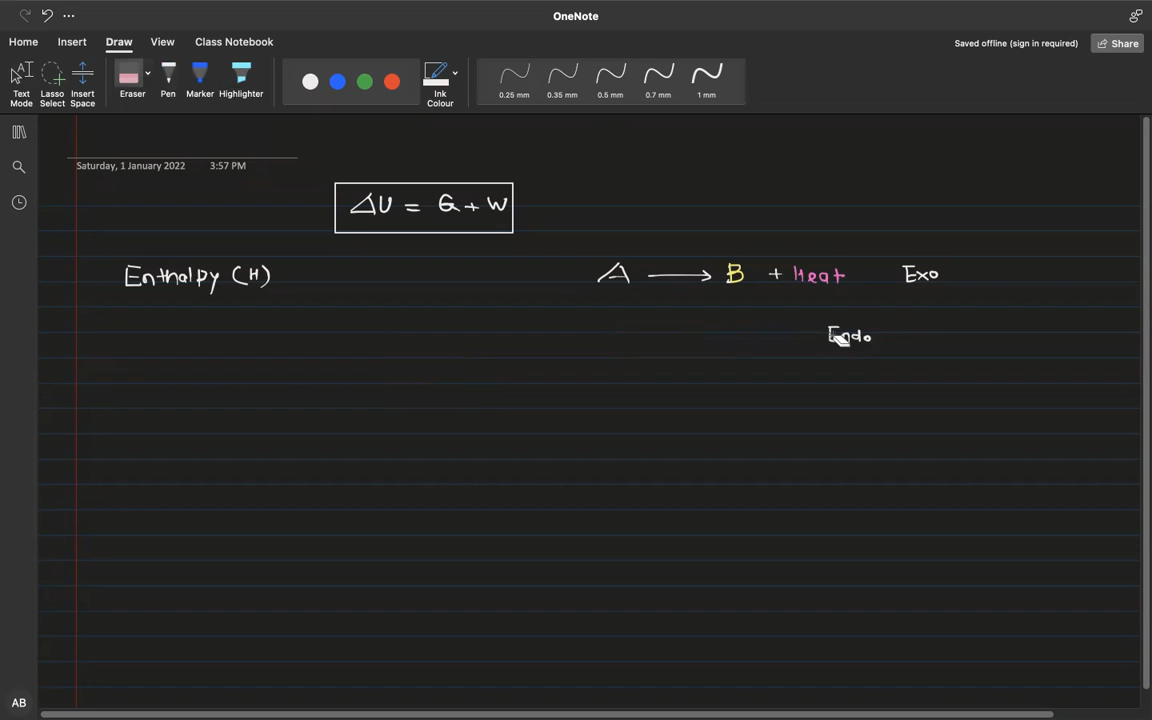 OneNote
Home Insert Draw View Class Notebook
Saved offline (sign in required) Share
Text Mode Lasso Select Insert Space Eraser Pen Marker Highlighter Ink Colour 0.25 mm 0.35 mm 0.5 mm 0.7 mm 1 mm
Saturday, 1 January 2022 3:57 PM
ΔU = Q + W
Enthalpy (H) A ⟶ B + Heat Exo
Endo
AB